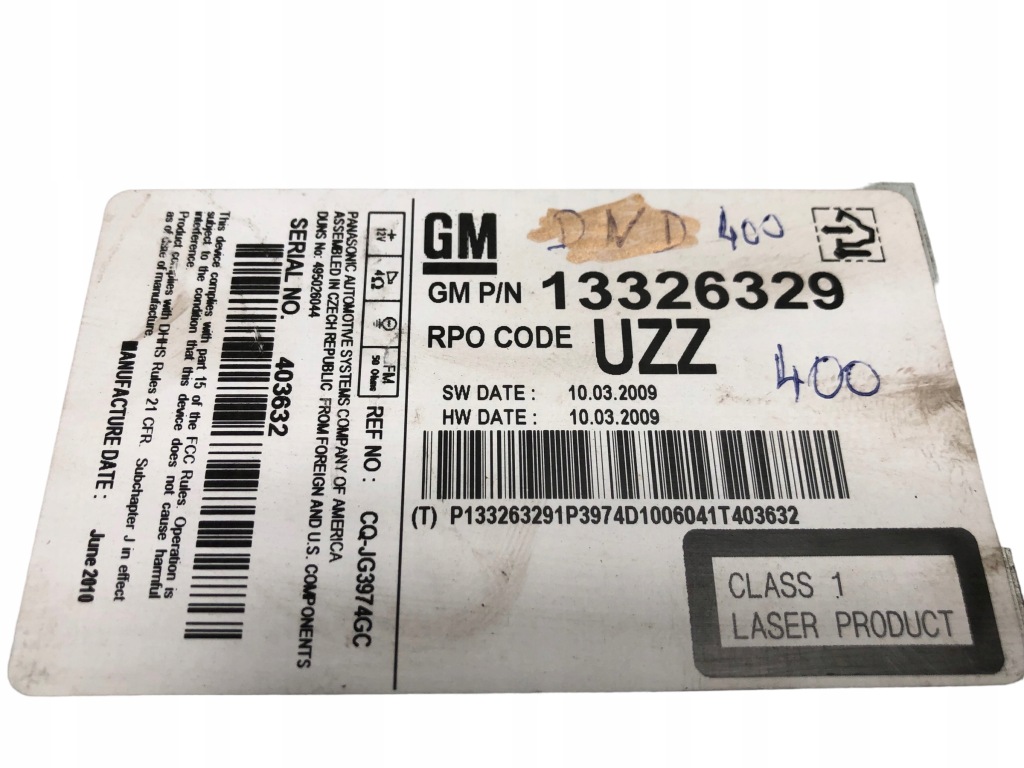 GM
DND 400
GM P/N 13326329
RPO CODE UZZ
400
SW DATE : 10.03.2009
HW DATE : 10.03.2009
(T) P133263291P3974D1006041T403632
CLASS 1
LASER PRODUCT
12V 4Ω FM 50 Ohms
REF NO : CQ-JG3974GC
PANASONIC AUTOMOTIVE SYSTEMS COMPANY OF AMERICA
ASSEMBLED IN CZECH REPUBLIC FROM FOREIGN AND U.S. COMPONENTS
DUNS No: 495026044
SERIAL NO. 403632
This device complies with part 15 of the FCC Rules. Operation is
subject to the condition that this device does not cause harmful
interference.
Product complies with DHHS Rules 21 CFR Subchapter J in effect
as of date of manufacture
MANUFACTURE DATE : June 2010